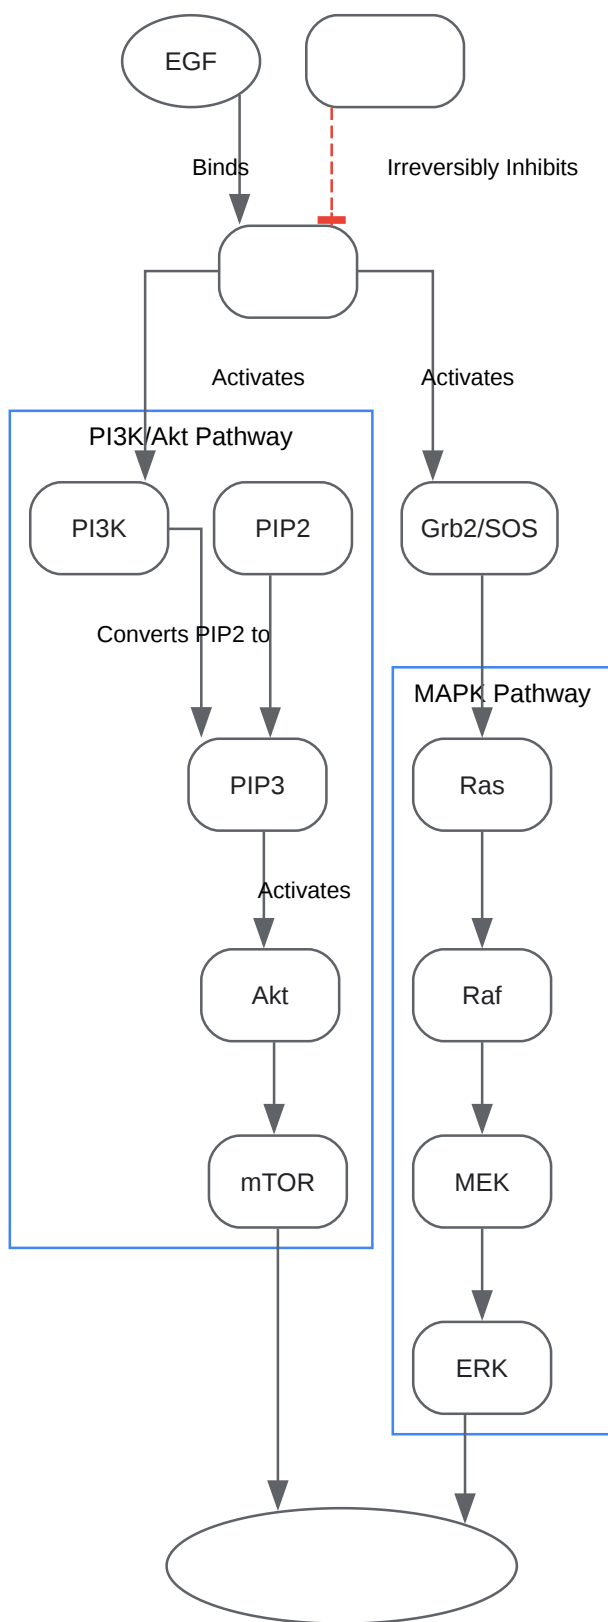 EGF
Binds
Irreversibly Inhibits
Activates
Activates
PI3K/Akt Pathway
PI3K
PIP2
Grb2/SOS
Converts PIP2 to
MAPK Pathway
PIP3
Ras
Activates
Akt
Raf
mTOR
MEK
ERK